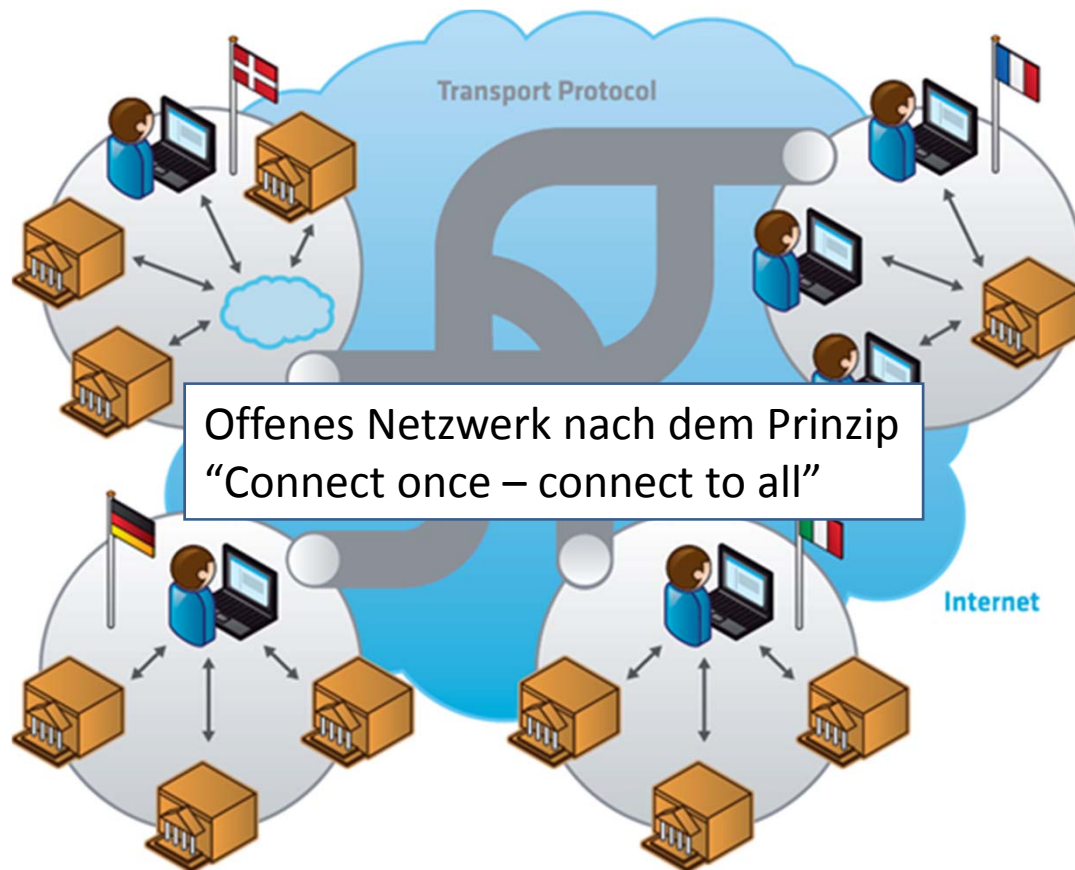 Transport Protocol
Offenes Netzwerk nach dem Prinzip
“Connect once – connect to all”
Internet